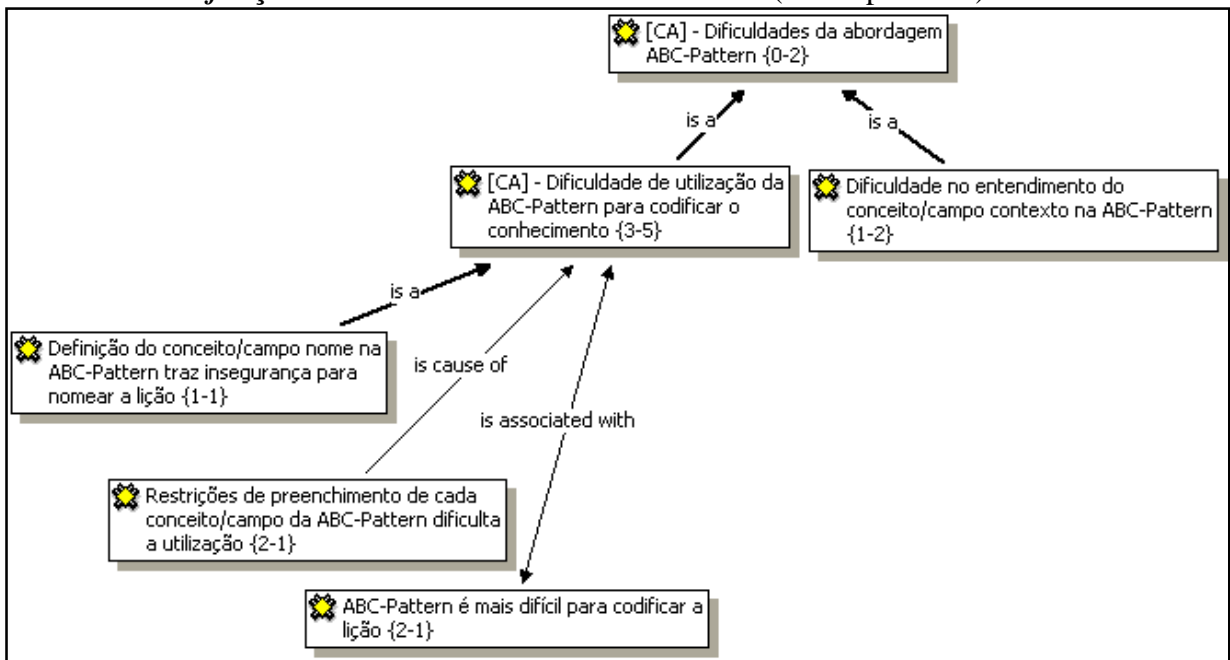 [CA] - Dificuldades da abordagem
ABC-Pattern {0-2}
is a
is a
[CA] - Dificuldade de utilização da
ABC-Pattern para codificar o
conhecimento {3-5}
Dificuldade no entendimento do
conceito/campo contexto na ABC-Pattern
{1-2}
is a
Definição do conceito/campo nome na
ABC-Pattern traz insegurança para
nomear a lição {1-1}
is cause of
is associated with
Restrições de preenchimento de cada
conceito/campo da ABC-Pattern dificulta
a utilização {2-1}
ABC-Pattern é mais difícil para codificar a
lição {2-1}